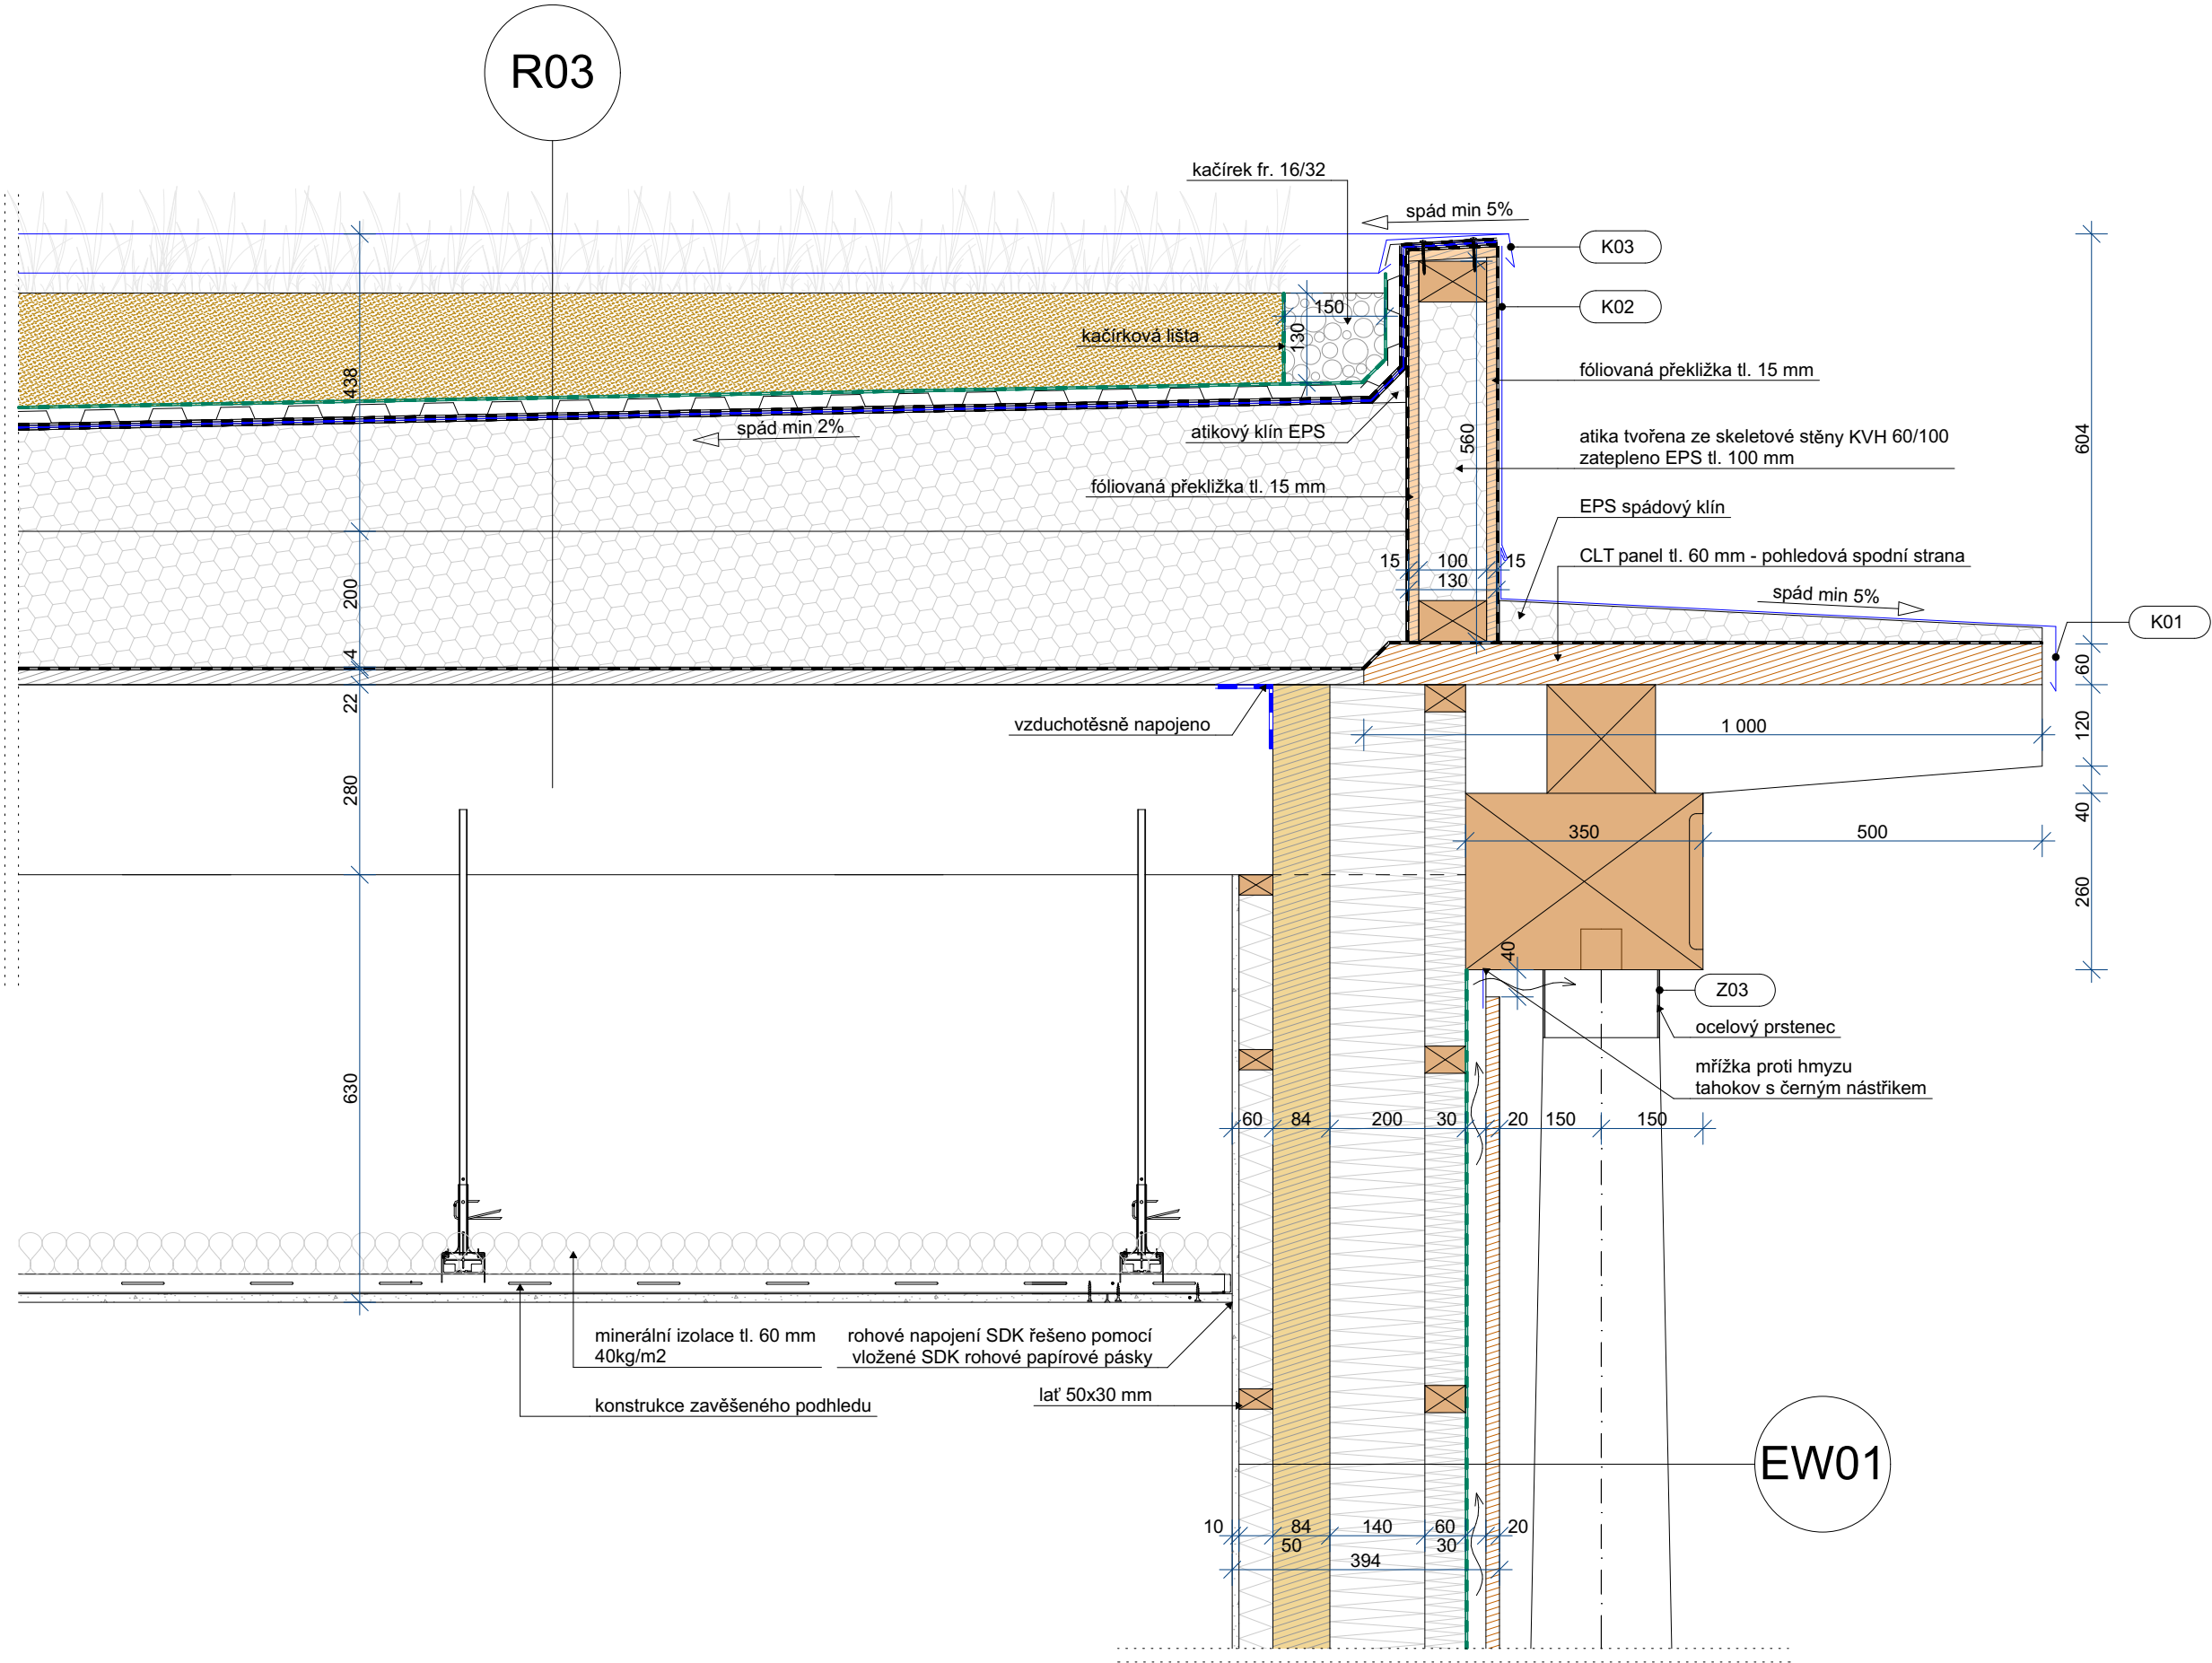 R03
kačírek fr. 16/32
spád min 5%
K03
K02
150
130
kačírková lišta
438
604
fóliovaná překližka tl. 15 mm
spád min 2%
atikový klín EPS
560
atika tvořena ze skeletové stěny KVH 60/100
zatepleno EPS tl. 100 mm
fóliovaná překližka tl. 15 mm
EPS spádový klín
15
100
15
130
CLT panel tl. 60 mm - pohledová spodní strana
200
spád min 5%
K01
4
60
22
vzduchotěsně napojeno
1 000
120
280
40
350
500
260
40
Z03
ocelový prstenec
mřížka proti hmyzu
tahokov s černým nástřikem
630
60
84
200
30
20
150
150
minerální izolace tl. 60 mm
40kg/m2
rohové napojení SDK řešeno pomocí
vložené SDK rohové papírové pásky
konstrukce zavěšeného podhledu
lať 50x30 mm
EW01
10
84
140
60
20
50
30
394